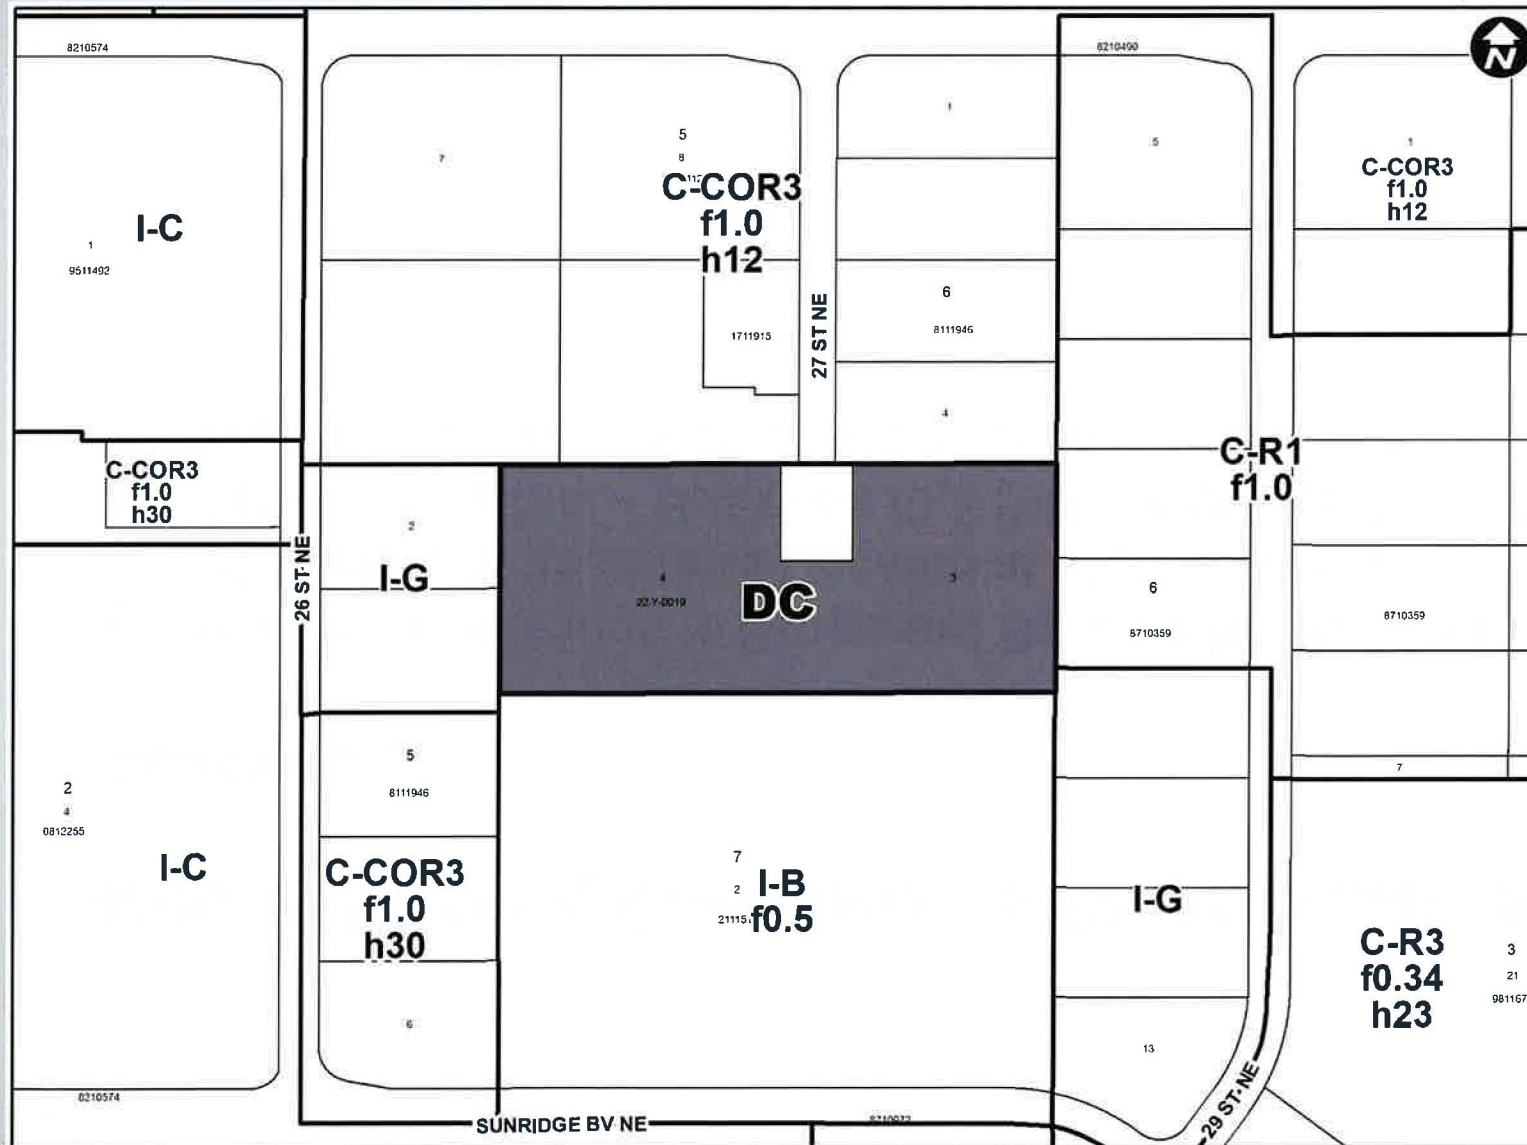 8210574
8210490
N
1
7
5
8
5
1
C-COR3
f1.0
h12
C-COR3
f1.0
h12
I-C
1
9511492
1711915
27 ST NE
6
8111946
4
C-COR3
f1.0
h30
C-R1
f1.0
26 ST NE
2
I-G
4
22-Y-0019
DC
3
6
8710359
8710359
5
8111946
7
2
4
0812255
I-C
C-COR3
f1.0
h30
6
7
2
I-B
f0.5
I-G
13
C-R3
f0.34
h23
3
21
981167
8210574
SUNRIDGE BV NE
29 ST NE